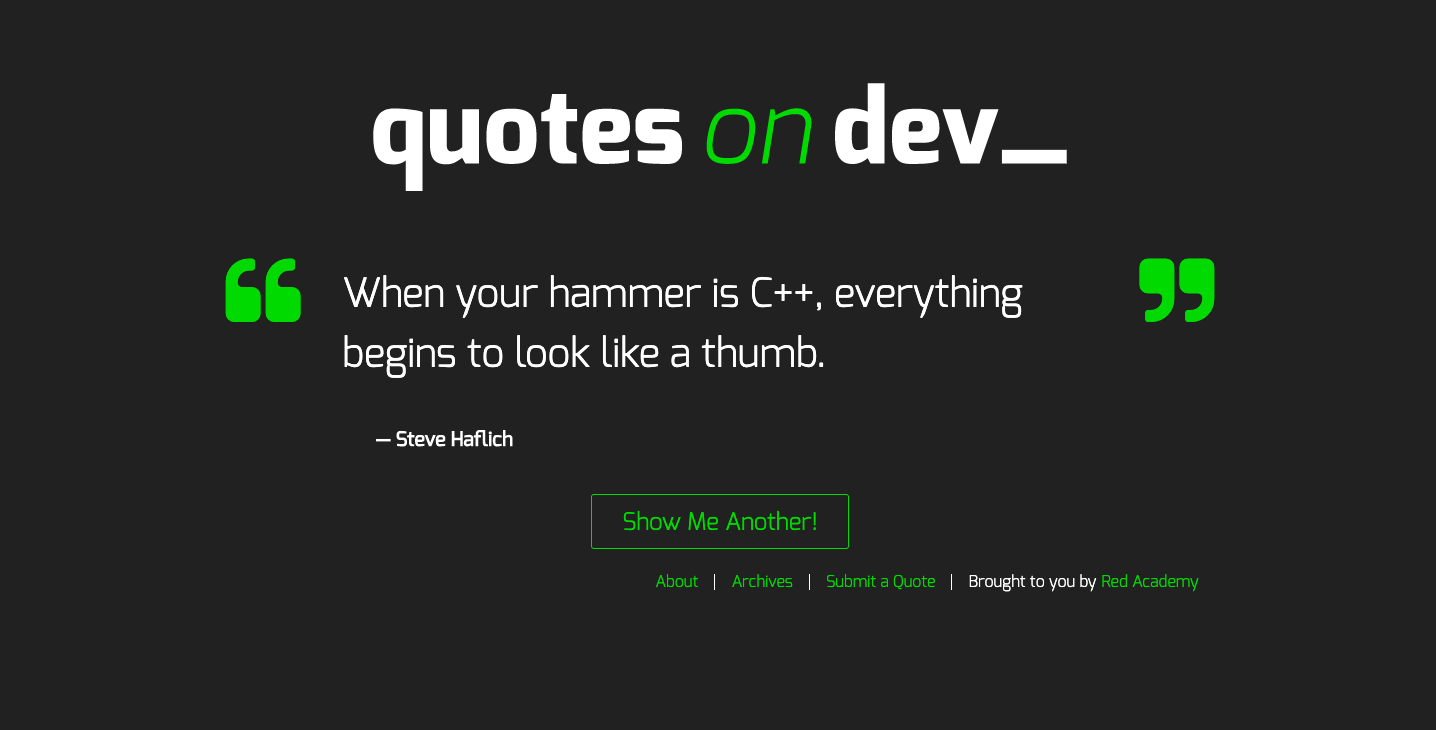 quotes on dev_
“ When your hammer is C++, everything ”
begins to look like a thumb.
— Steve Haflich
Show Me Another!
About | Archives | Submit a Quote | Brought to you by Red Academy